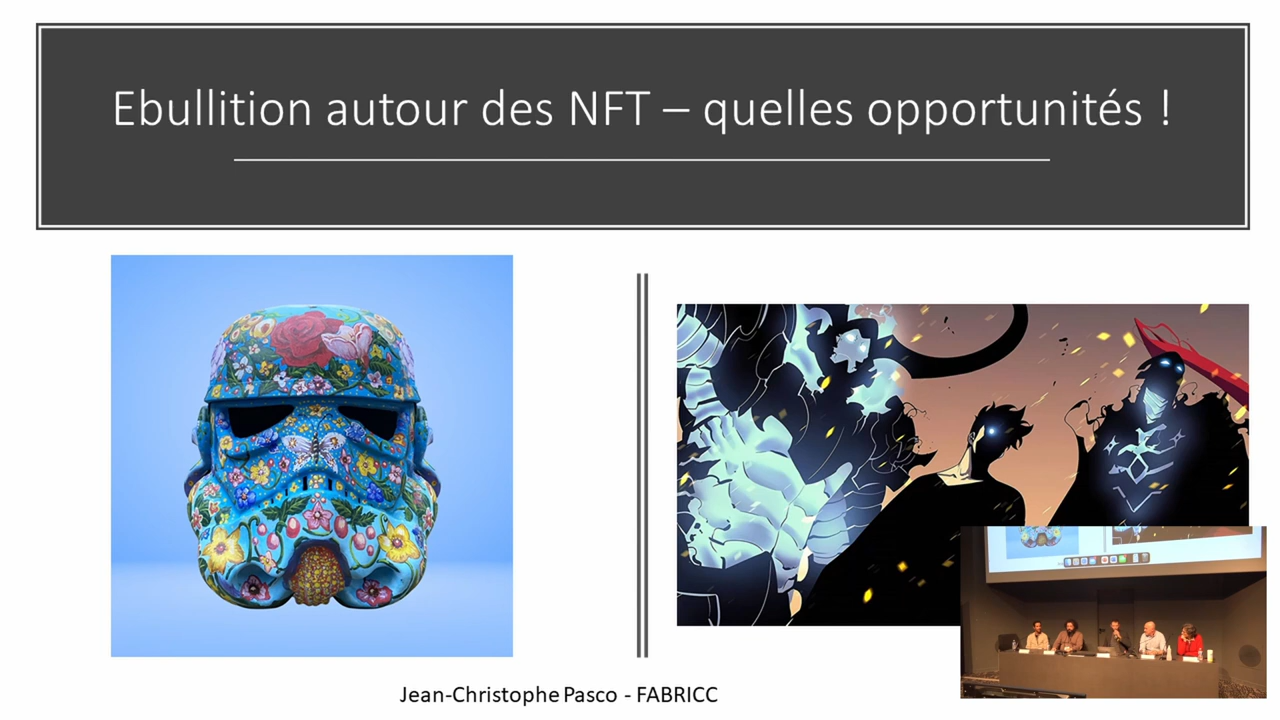 Ebullition autour des NFT – quelles opportunités !
Jean-Christophe Pasco - FABRICC